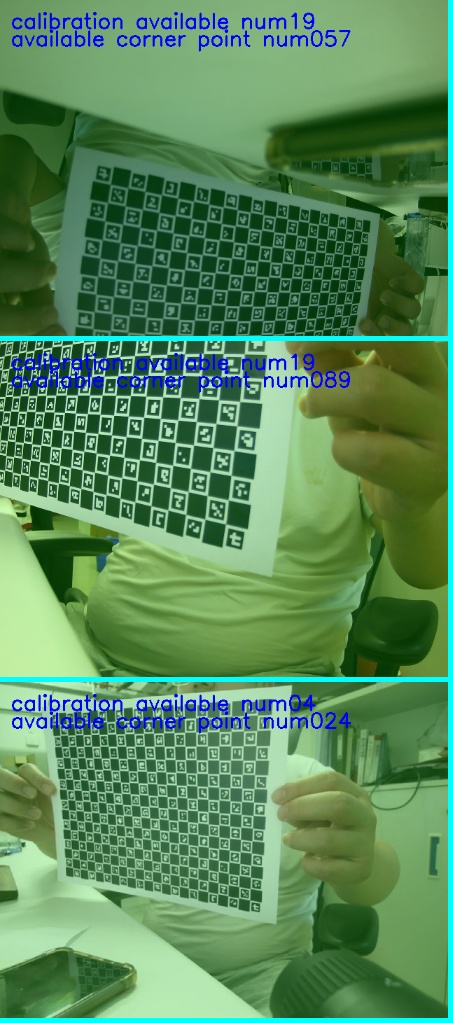 calibration available num19
available corner point num057
calibration available num19
available corner point num089
calibration available num04
available corner point num024